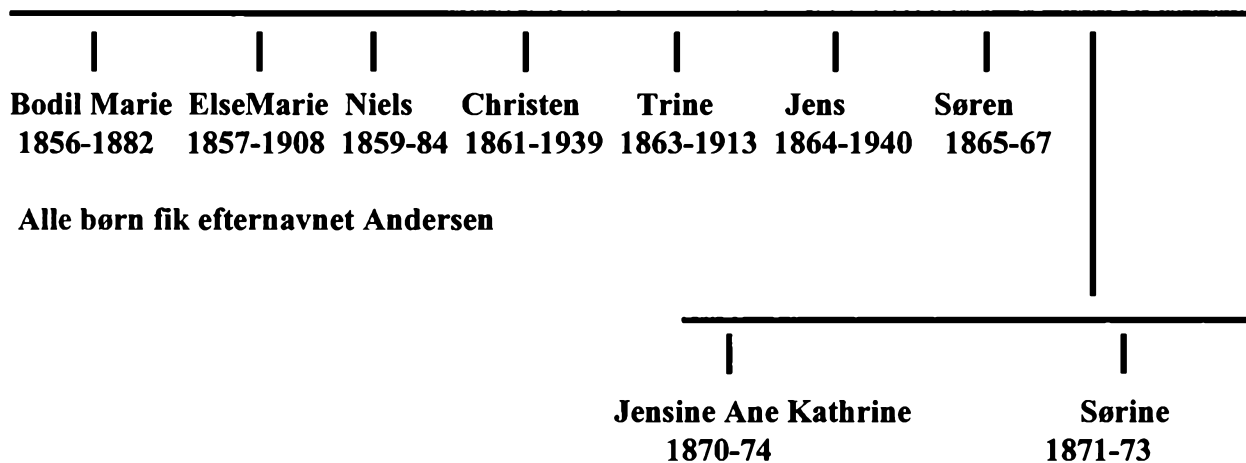 Bodil Marie ElseMarie Niels Christen Trine Jens Søren
1856-1882 1857-1908 1859-84 1861-1939 1863-1913 1864-1940 1865-67
Alle børn fik efternavnet Andersen
Jensine Ane Kathrine Sørine
1870-74 1871-73